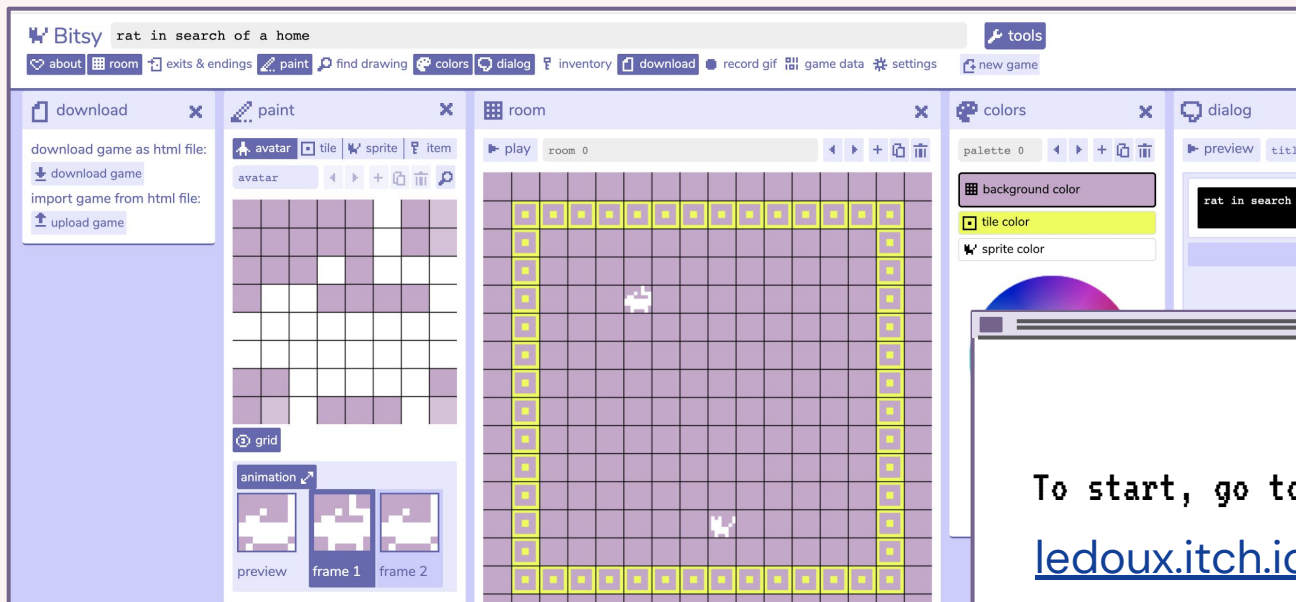 Bitsy rat in search of a home
tools
about room exits & endings paint find drawing colors dialog inventory download record gif game data settings new game
download
download game as html file:
download game
import game from html file:
upload game
paint
avatar tile sprite item
avatar
grid
animation
preview frame 1 frame 2
room
play room 0
colors
palette 0
background color
tile color
sprite color
dialog
preview titl
rat in search
To start, go to
ledoux.itch.io